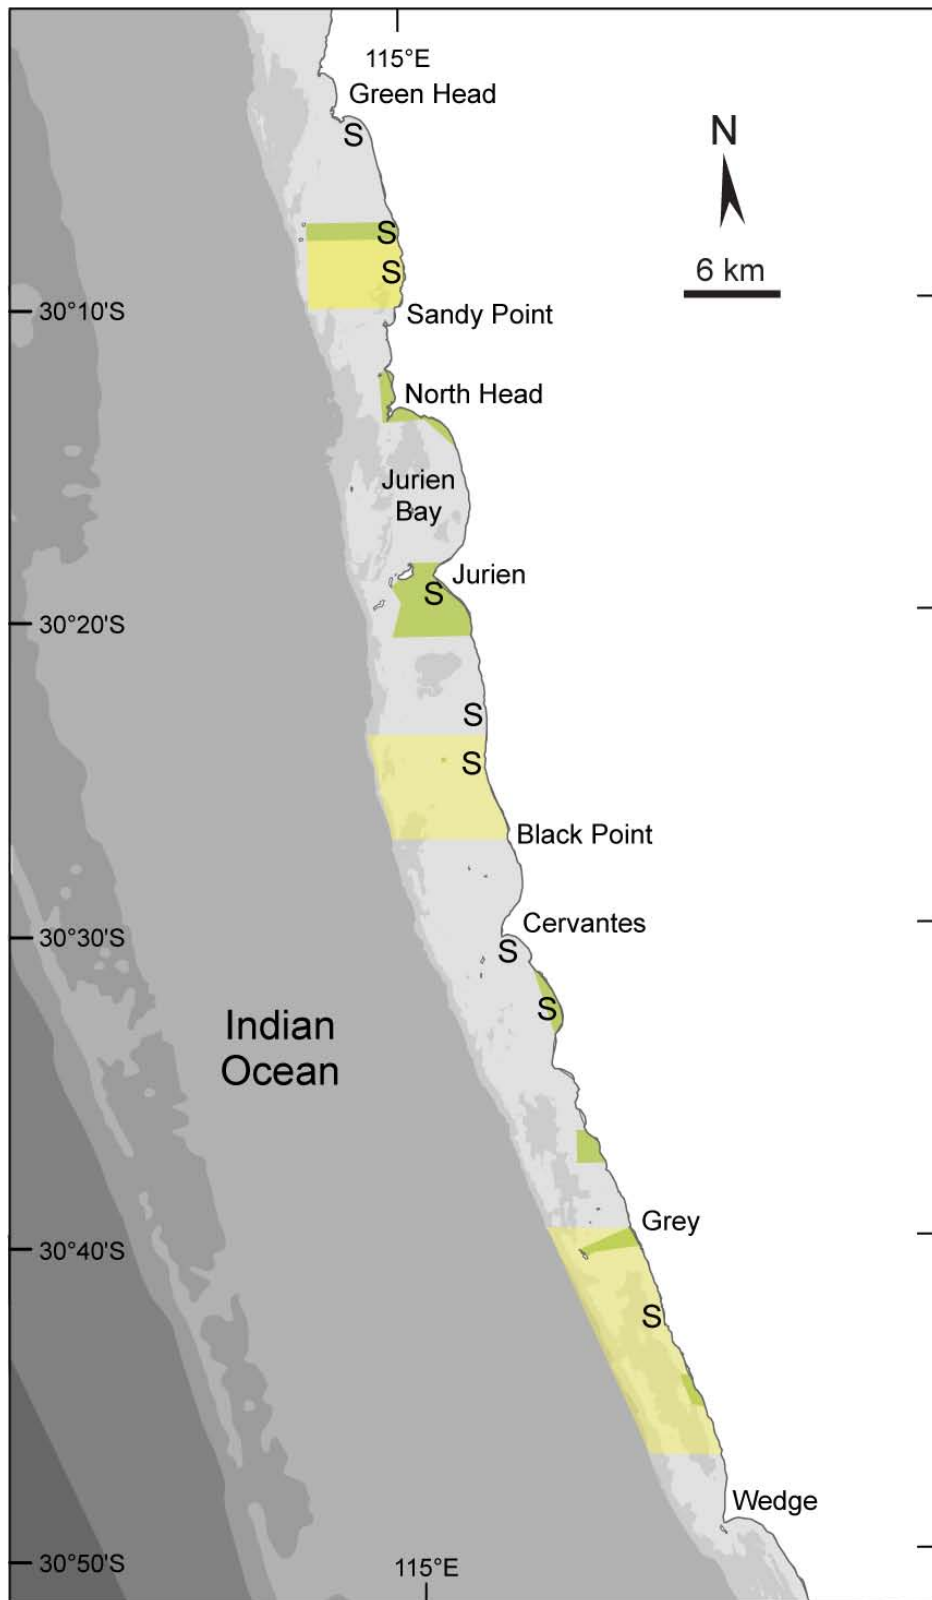 115°E
Green Head
N
S
S
6 km
S
30°10'S
Sandy Point
North Head
Jurien
Bay
Jurien
S
30°20'S
S
S
Black Point
Cervantes
30°30'S
S
S
Indian
Ocean
Grey
30°40'S
S
Wedge
30°50'S
115°E